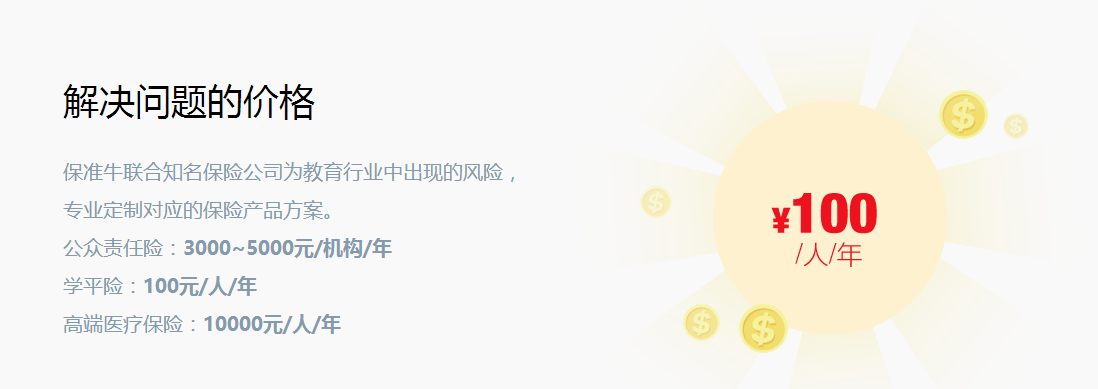 解决问题的价格
保准牛联合知名保险公司为教育行业中出现的风险，
专业定制对应的保险产品方案。
公众责任险：3000~5000元/机构/年
学平险：100元/人/年
高端医疗保险：10000元/人/年
¥100
/人/年
$
$
$
$
$